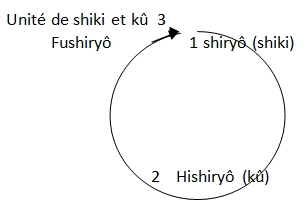 Unité de shiki et kû 3
Fushiryô
1 shiryô (shiki)
2 Hishiryô (kû)